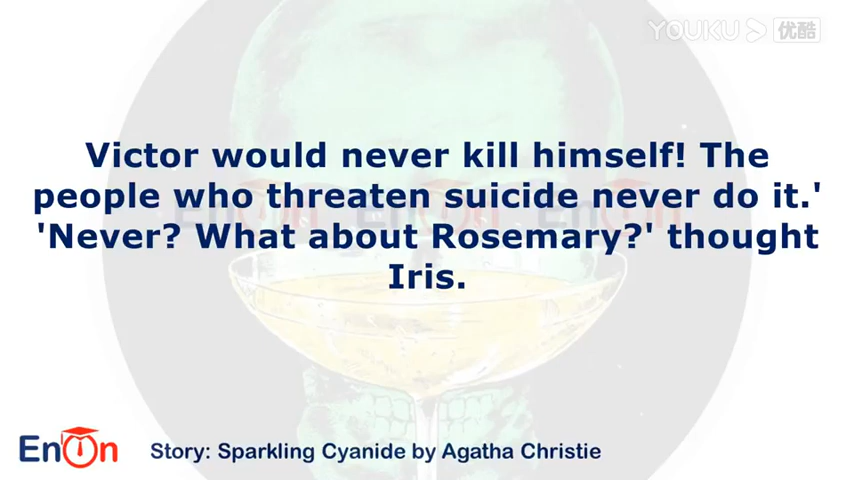 YOUKU 优酷
Victor would never kill himself! The
people who threaten suicide never do it.'
'Never? What about Rosemary?' thought
Iris.
EnOn
Story: Sparkling Cyanide by Agatha Christie